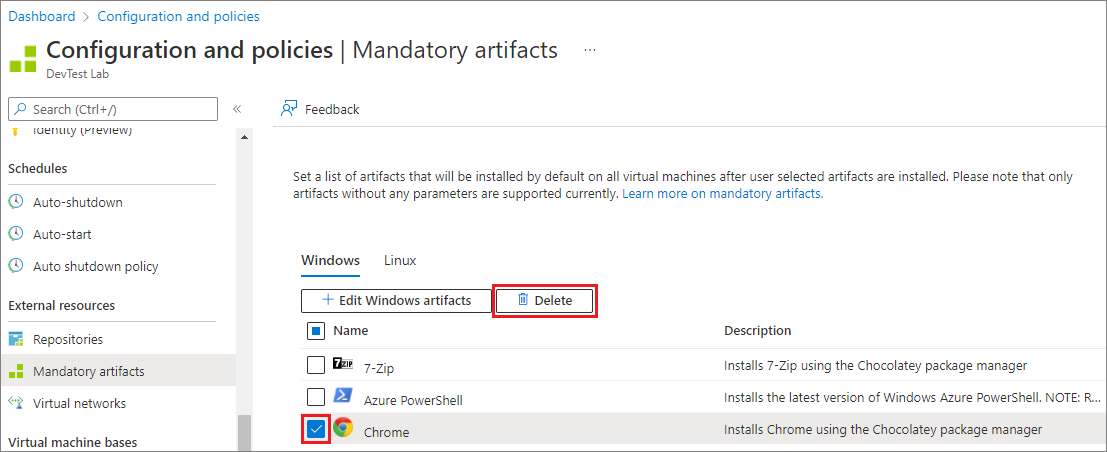 Dashboard > Configuration and policies
Configuration and policies | Mandatory artifacts ...
DevTest Lab
Search (Ctrl+/)
«
Feedback
Identity (Preview)
Schedules
Auto-shutdown
Auto-start
Auto shutdown policy
External resources
Repositories
Mandatory artifacts
Virtual networks
Virtual machine bases
Set a list of artifacts that will be installed by default on all virtual machines after user selected artifacts are installed. Please note that only
artifacts without any parameters are supported currently. Learn more on mandatory artifacts.
Windows Linux
+ Edit Windows artifacts Delete
Name Description
7ZIP 7-Zip Installs 7-Zip using the Chocolatey package manager
Azure PowerShell Installs the latest version of Windows Azure PowerShell. NOTE: R...
Chrome Installs Chrome using the Chocolatey package manager